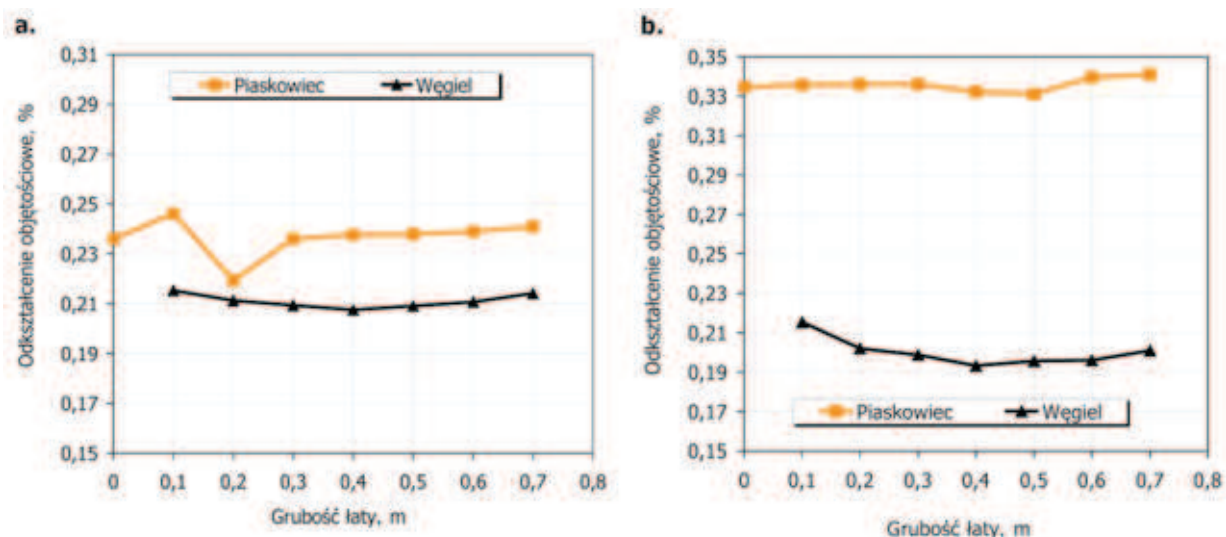 a.
Odkształcenie objętościowe, %
0,31
0,29
0,27
0,25
0,23
0,21
0,19
0,17
0,15
Piaskowiec Węgiel
0 0,1 0,2 0,3 0,4 0,5 0,6 0,7 0,8
Grubość łaty, m
b.
Odkształcenie objętościowe, %
0,35
0,33
0,31
0,29
0,27
0,25
0,23
0,21
0,19
0,17
0,15
Piaskowiec Węgiel
0 0,1 0,2 0,3 0,4 0,5 0,6 0,7 0,8
Grubość łaty, m